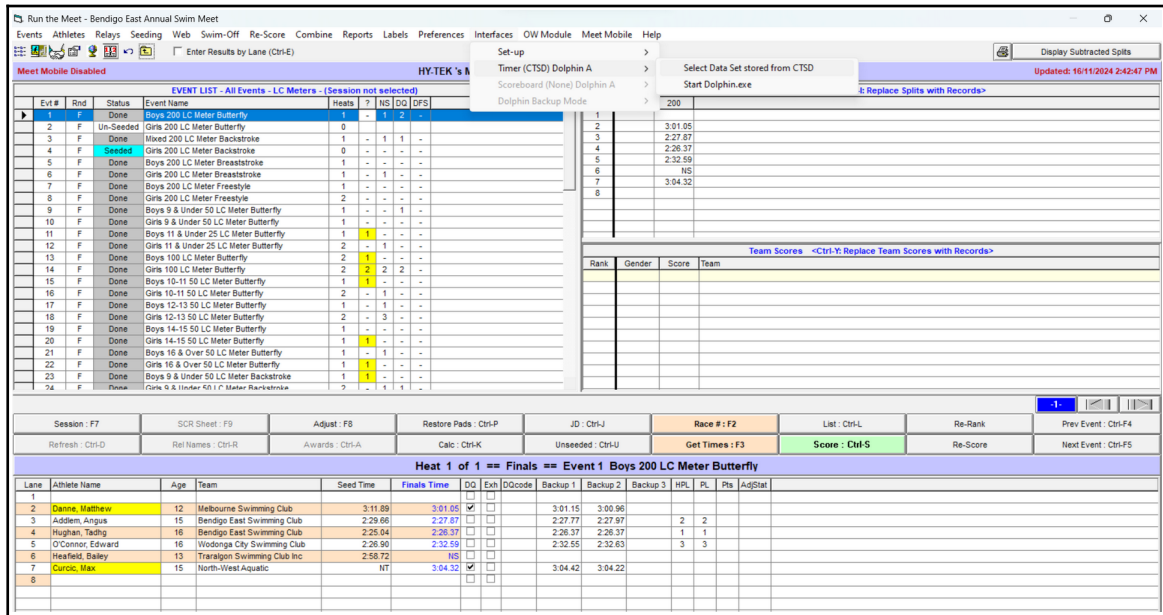 Run the Meet - Bendigo East Annual Swim Meet
Events Athletes Relays Seeding Web Swim-Off Re-Score Combine Reports Labels Preferences Interfaces OW Module Meet Mobile Help
Enter Results by Lane (Ctrl-E) Display Subtracted Splits
Set-up >
Timer (CTSD) Dolphin A >
Scoreboard (None) Dolphin A >
Dolphin Backup Mode >
Select Data Set stored from CTSD
Start Dolphin.exe
Meet Mobile Disabled HY-TEK 's M Updated: 16/11/2024 2:42:47 PM
EVENT LIST - All Events - LC Meters - (Session not selected)
Evt # Rnd Status Event Name Heats ? NS DQ DFS
1 F Done Boys 200 LC Meter Butterfly 1 - 1 2 -
2 F Un-Seeded Girls 200 LC Meter Butterfly 0
3 F Done Mixed 200 LC Meter Backstroke 1 - 1 1 -
4 F Seeded Girls 200 LC Meter Backstroke 0 - - - -
5 F Done Boys 200 LC Meter Breaststroke 1 - - - -
6 F Done Girls 200 LC Meter Breaststroke 1 - 1 - -
7 F Done Boys 200 LC Meter Freestyle 1 - - - -
8 F Done Girls 200 LC Meter Freestyle 2 - - - -
9 F Done Boys 9 & Under 50 LC Meter Butterfly 1 - - 1 -
10 F Done Girls 9 & Under 50 LC Meter Butterfly 1 - - - -
11 F Done Boys 11 & Under 25 LC Meter Butterfly 1 1 - - -
12 F Done Girls 11 & Under 25 LC Meter Butterfly 2 - 1 - -
13 F Done Boys 100 LC Meter Butterfly 2 1 - - -
14 F Done Girls 100 LC Meter Butterfly 2 2 2 2 -
15 F Done Boys 10-11 50 LC Meter Butterfly 1 1 - - -
16 F Done Girls 10-11 50 LC Meter Butterfly 2 - 1 - -
17 F Done Boys 12-13 50 LC Meter Butterfly 1 - 1 - -
18 F Done Girls 12-13 50 LC Meter Butterfly 2 - 3 - -
19 F Done Boys 14-15 50 LC Meter Butterfly 1 - - - -
20 F Done Girls 14-15 50 LC Meter Butterfly 1 1 - - -
21 F Done Boys 16 & Over 50 LC Meter Butterfly 1 - 1 - -
22 F Done Girls 16 & Over 50 LC Meter Butterfly 1 1 - - -
23 F Done Boys 9 & Under 50 LC Meter Backstroke 1 1 - - -
24 F Done Girls 9 & Under 50 LC Meter Backstroke 2 - 1 1 -
I: Replace Splits with Records>
200
1
2 3:01.05
3 2:27.87
4 2:26.37
5 2:32.59
6 NS
7 3:04.32
8
Team Scores <Ctrl-Y: Replace Team Scores with Records>
Rank Gender Score Team
-1-
Session : F7 SCR Sheet : F9 Adjust : F8 Restore Pads : Ctrl-P JD : Ctrl-J Race # : F2 List : Ctrl-L Re-Rank Prev Event : Ctrl-F4
Refresh : Ctrl-D Rel Names : Ctrl-R Awards : Ctrl-A Calc : Ctrl-K Unseeded : Ctrl-U Get Times : F3 Score : Ctrl-S Re-Score Next Event : Ctrl-F5
Heat 1 of 1 == Finals == Event 1 Boys 200 LC Meter Butterfly
Lane Athlete Name Age Team Seed Time Finals Time DQ Exh DQcode Backup 1 Backup 2 Backup 3 HPL PL Pts AdjStat
1
2 Danne, Matthew 12 Melbourne Swimming Club 3:11.89 3:01.05 3:01.15 3:00.96
3 Addlem, Angus 15 Bendigo East Swimming Club 2:29.66 2:27.87 2:27.77 2:27.97 2 2
4 Hughan, Tadhg 16 Bendigo East Swimming Club 2:25.04 2:26.37 2:26.37 2:26.37 1 1
5 O'Connor, Edward 16 Wodonga City Swimming Club 2:26.90 2:32.59 2:32.55 2:32.63 3 3
6 Heafield, Bailey 13 Traralgon Swimming Club Inc 2:58.72 NS
7 Curcic, Max 15 North-West Aquatic NT 3:04.32 3:04.42 3:04.22
8